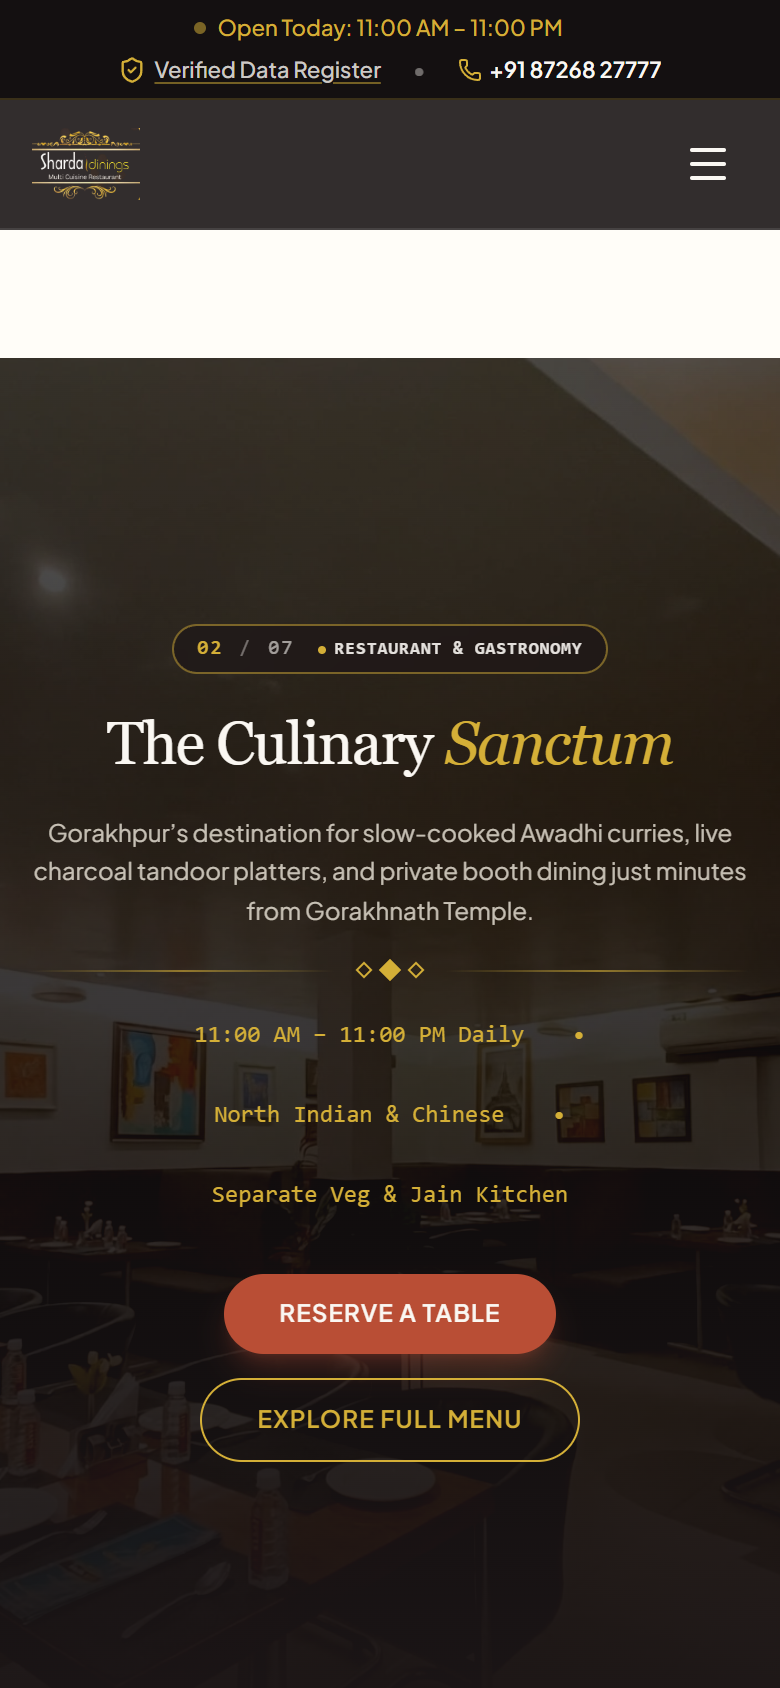 Open Today: 11:00 AM – 11:00 PM
Verified Data Register • +91 87268 27777
Sharda dinings
Multi Cuisine Restaurant
02 / 07 • RESTAURANT & GASTRONOMY
The Culinary Sanctum
Gorakhpur’s destination for slow-cooked Awadhi curries, live
charcoal tandoor platters, and private booth dining just minutes
from Gorakhnath Temple.
11:00 AM – 11:00 PM Daily •
North Indian & Chinese •
Separate Veg & Jain Kitchen
RESERVE A TABLE
EXPLORE FULL MENU